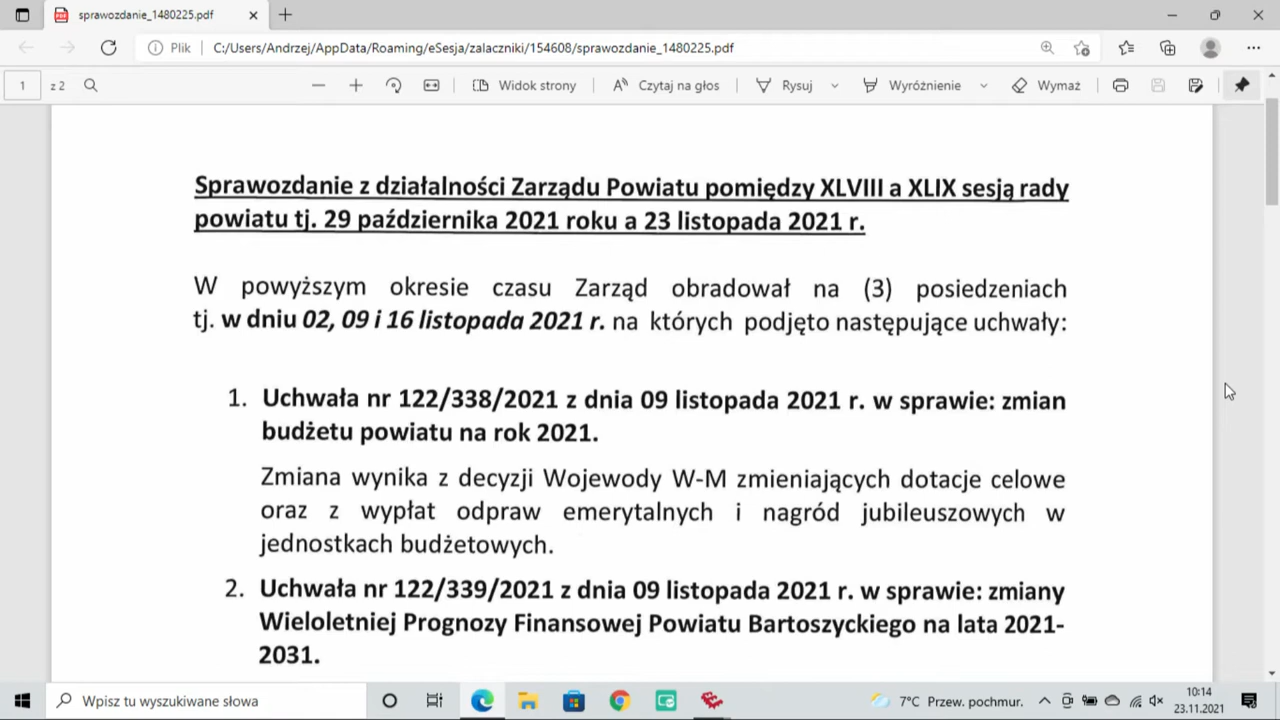 sprawozdanie_1480225.pdf
Plik
C:/Users/Andrzej/AppData/Roaming/eSesja/zalaczniki/154608/sprawozdanie_1480225.pdf
1 z 2 Widok strony Czytaj na głos Rysuj Wyróżnienie Wymaż
Sprawozdanie z działalności Zarządu Powiatu pomiędzy XLVIII a XLIX sesją rady
powiatu tj. 29 października 2021 roku a 23 listopada 2021 r.
W powyższym okresie czasu Zarząd obradował na (3) posiedzeniach
tj. w dniu 02, 09 i 16 listopada 2021 r. na których podjęto następujące uchwały:
1. Uchwała nr 122/338/2021 z dnia 09 listopada 2021 r. w sprawie: zmian
budżetu powiatu na rok 2021.
Zmiana wynika z decyzji Wojewody W-M zmieniających dotacje celowe
oraz z wypłat odpraw emerytalnych i nagród jubileuszowych w
jednostkach budżetowych.
2. Uchwała nr 122/339/2021 z dnia 09 listopada 2021 r. w sprawie: zmiany
Wieloletniej Prognozy Finansowej Powiatu Bartoszyckiego na lata 2021-
2031.
Wpisz tu wyszukiwane słowa
7°C Przew. pochmur.
10:14
23.11.2021